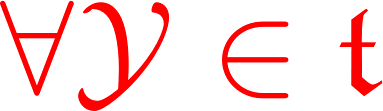 ∀𝒴 ∈ 𝔱